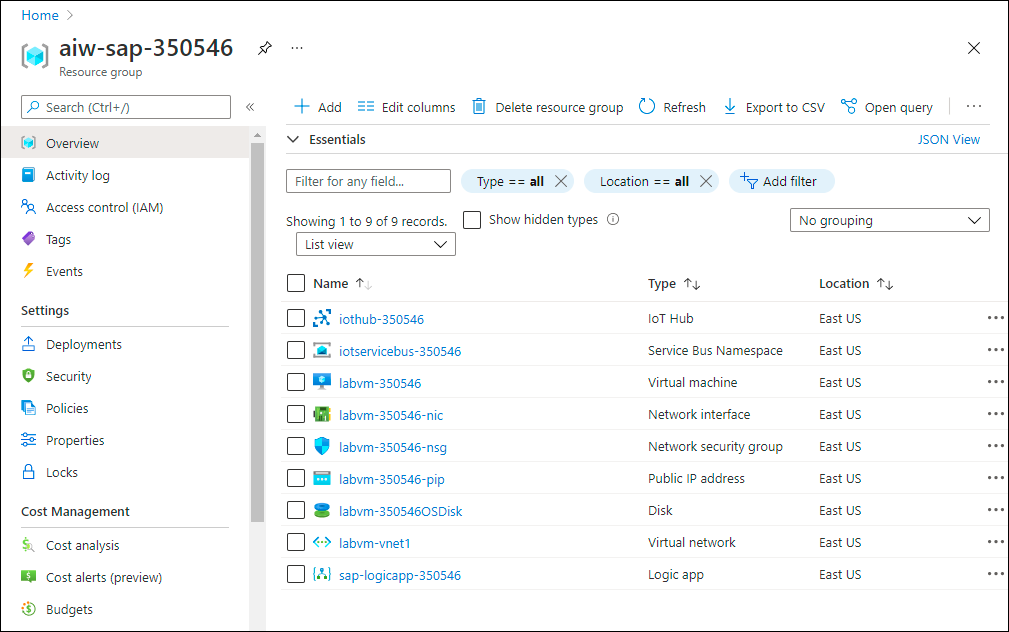 Home
aiw-sap-350546
Resource group
Search (Ctrl+/)
Overview
Activity log
Access control (IAM)
Tags
Events
Settings
Deployments
Security
Policies
Properties
Locks
Cost Management
Cost analysis
Cost alerts (preview)
Budgets
Add Edit columns Delete resource group Refresh Export to CSV Open query
Essentials JSON View
Filter for any field... Type == all Location == all Add filter
Showing 1 to 9 of 9 records. Show hidden types No grouping
List view
Name Type Location
iothub-350546 IoT Hub East US
iotservicebus-350546 Service Bus Namespace East US
labvm-350546 Virtual machine East US
labvm-350546-nic Network interface East US
labvm-350546-nsg Network security group East US
labvm-350546-pip Public IP address East US
labvm-350546OSDisk Disk East US
labvm-vnet1 Virtual network East US
sap-logicapp-350546 Logic app East US